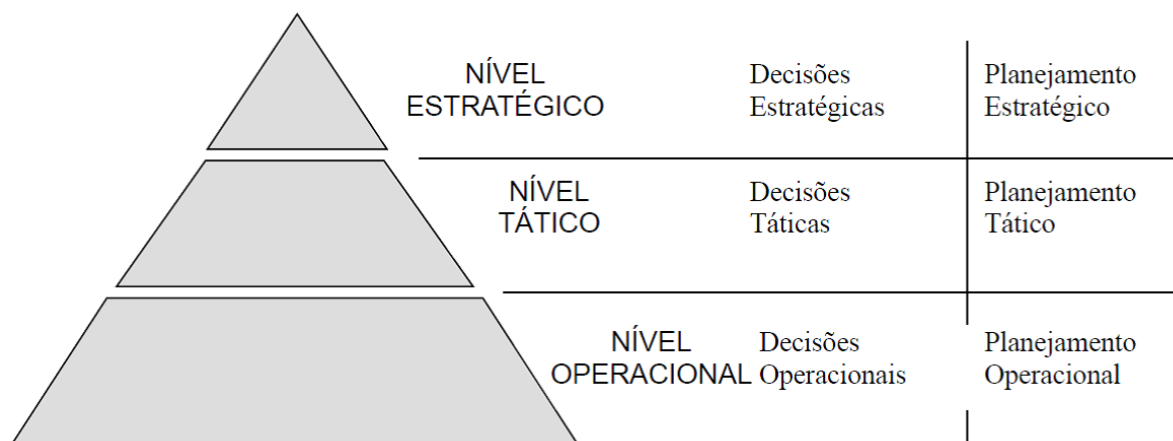 NÍVEL
ESTRATÉGICO
Decisões
Estratégicas
Planejamento
Estratégico
NÍVEL
TÁTICO
Decisões
Táticas
Planejamento
Tático
NÍVEL
OPERACIONAL
Decisões
Operacionais
Planejamento
Operacional